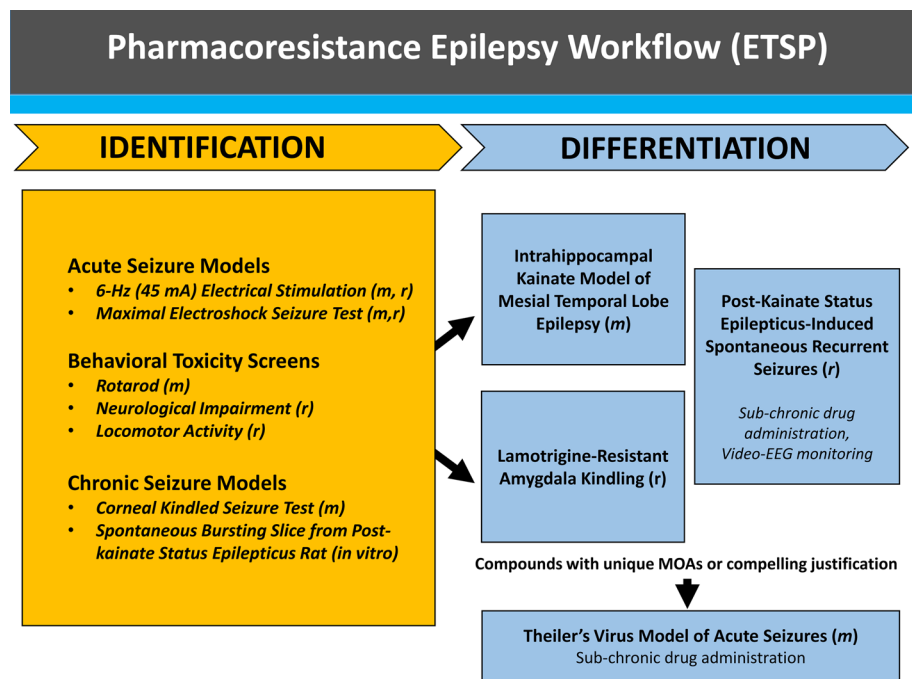 Pharmacoresistance Epilepsy Workflow (ETSP)
IDENTIFICATION
DIFFERENTIATION
Acute Seizure Models
• 6-Hz (45 mA) Electrical Stimulation (m, r)
• Maximal Electroshock Seizure Test (m,r)
Behavioral Toxicity Screens
• Rotarod (m)
• Neurological Impairment (r)
• Locomotor Activity (r)
Chronic Seizure Models
• Corneal Kindled Seizure Test (m)
• Spontaneous Bursting Slice from Post-
kainate Status Epilepticus Rat (in vitro)
Intrahippocampal
Kainate Model of
Mesial Temporal Lobe
Epilepsy (m)
Lamotrigine-Resistant
Amygdala Kindling (r)
Post-Kainate Status
Epilepticus-Induced
Spontaneous Recurrent
Seizures (r)
Sub-chronic drug
administration,
Video-EEG monitoring
Compounds with unique MOAs or compelling justification
Theiler’s Virus Model of Acute Seizures (m)
Sub-chronic drug administration